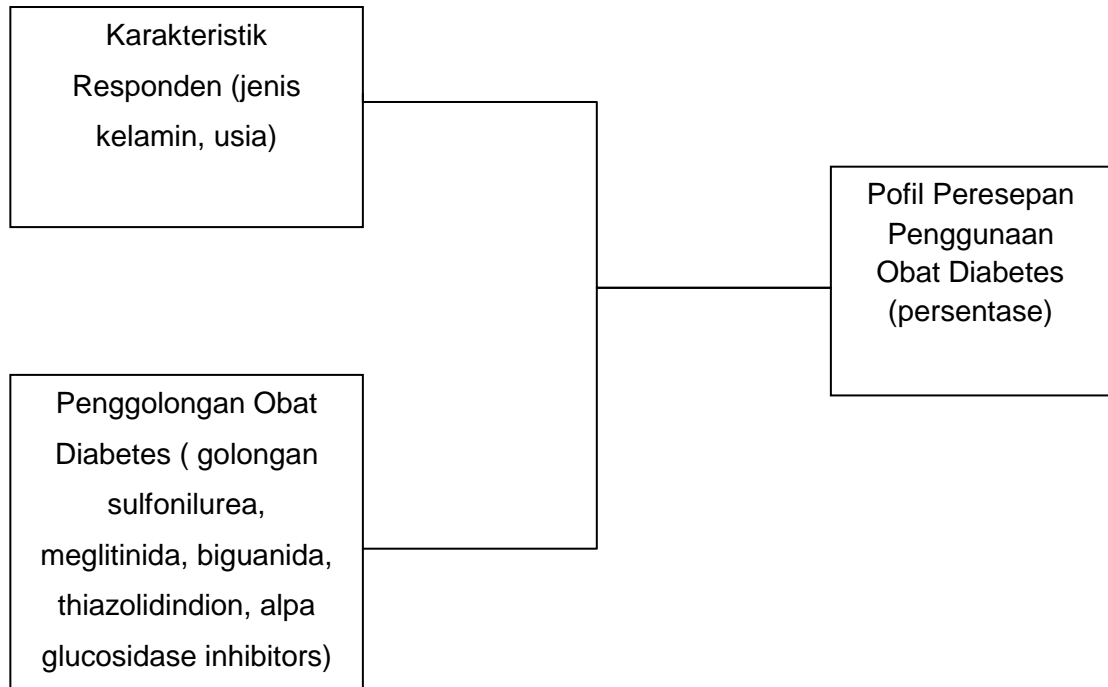 Karakteristik
Responden (jenis
kelamin, usia)
Pofil Peresepan
Penggunaan
Obat Diabetes
(persentase)
Penggolongan Obat
Diabetes ( golongan
sulfonilurea,
meglitinida, biguanida,
thiazolidindion, alpa
glucosidase inhibitors)